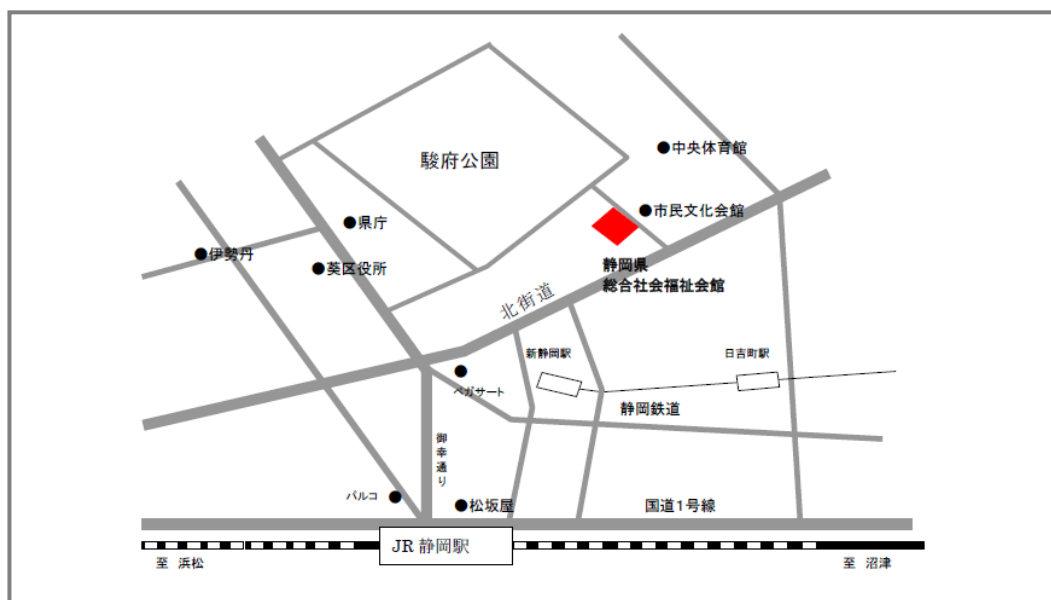 ●中央体育館
駿府公園
●市民文化会館
●県庁
●伊勢丹
●葵区役所
静岡県
総合社会福祉会館
北街道
新静岡駅
日吉町駅
●
ペガサート
静岡鉄道
御幸通り
パルコ ●
●松坂屋
国道1号線
JR 静岡駅
至 浜松
至 沼津